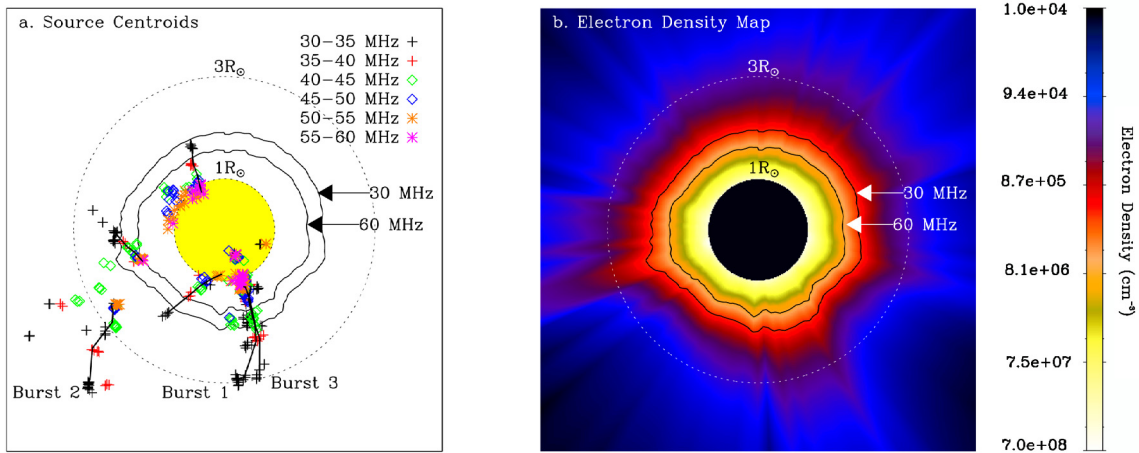 a. Source Centroids
30−35 MHz +
35−40 MHz +
40−45 MHz ◇
45−50 MHz ◇
50−55 MHz ✳
55−60 MHz ✳
3R⊙
1R⊙
30 MHz
60 MHz
Burst 2
Burst 1
Burst 3
b. Electron Density Map
3R⊙
1R⊙
30 MHz
60 MHz
1.0e+04
9.4e+04
8.7e+05
8.1e+06
7.5e+07
7.0e+08
Electron Density (cm⁻³)